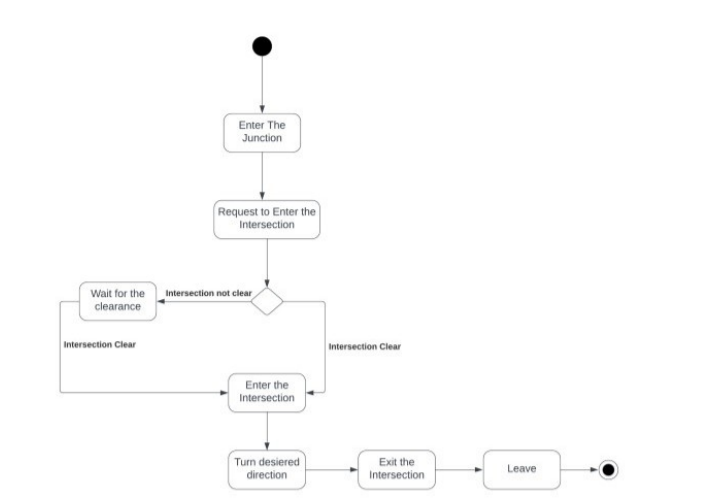 Enter The
Junction
Request to Enter the
Intersection
Wait for the
clearance
Intersection not clear
Intersection Clear
Intersection Clear
Enter the
Intersection
Turn desiered
direction
Exit the
Intersection
Leave